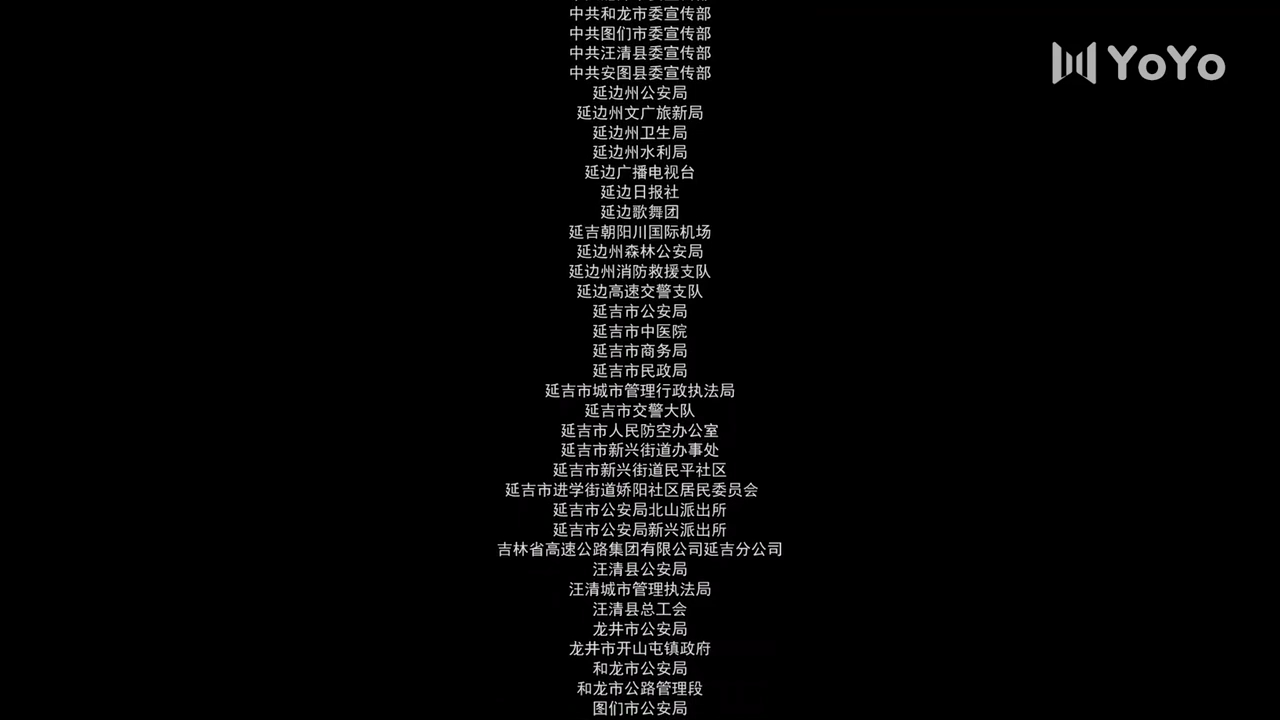 中共和龙市委宣传部
中共图们市委宣传部
中共汪清县委宣传部
中共安图县委宣传部
YoYo
延边州公安局
延边州文广旅新局
延边州卫生局
延边州水利局
延边广播电视台
延边日报社
延边歌舞团
延吉朝阳川国际机场
延边州森林公安局
延边州消防救援支队
延边高速交警支队
延吉市公安局
延吉市中医院
延吉市商务局
延吉市民政局
延吉市城市管理行政执法局
延吉市交警大队
延吉市人民防空办公室
延吉市新兴街道办事处
延吉市新兴街道民平社区
延吉市进学街道娇阳社区居民委员会
延吉市公安局北山派出所
延吉市公安局新兴派出所
吉林省高速公路集团有限公司延吉分公司
汪清县公安局
汪清城市管理执法局
汪清县总工会
龙井市公安局
龙井市开山屯镇政府
和龙市公安局
和龙市公路管理段
图们市公安局